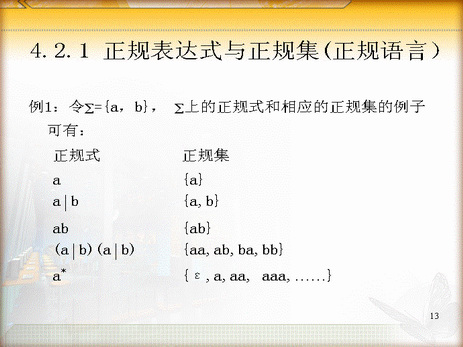 4.2.1 正规表达式与正规集(正规语言)
例1：令∑={a，b}， ∑上的正规式和相应的正规集的例子
可有：
正规式 正规集
a {a}
a|b {a,b}
ab {ab}
(a|b)(a|b) {aa,ab,ba,bb}
a* {ε,a,aa, aaa,……}
13